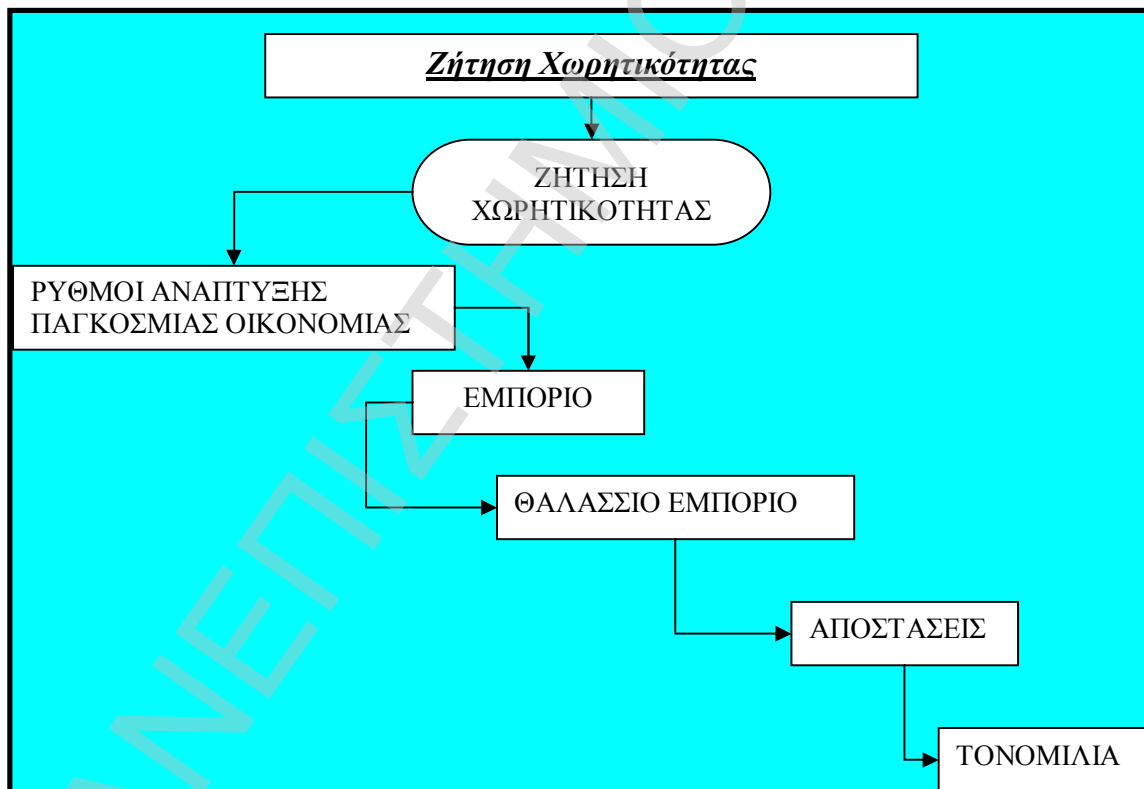 Ζήτηση Χωρητικότητας
ΖΗΤΗΣΗ
ΧΩΡΗΤΙΚΟΤΗΤΑΣ
ΡΥΘΜΟΙ ΑΝΑΠΤΥΞΗΣ
ΠΑΓΚΟΣΜΙΑΣ ΟΙΚΟΝΟΜΙΑΣ
ΕΜΠΟΡΙΟ
ΘΑΛΑΣΣΙΟ ΕΜΠΟΡΙΟ
ΑΠΟΣΤΑΣΕΙΣ
ΤΟΝΟΜΙΛΙΑ